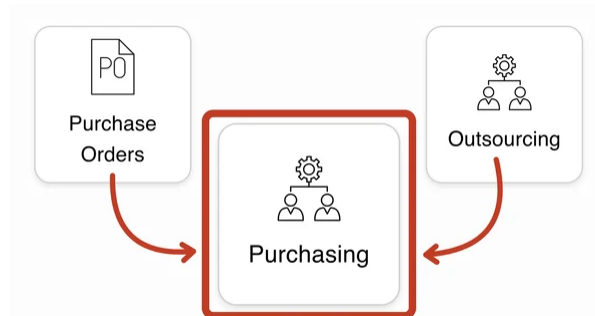 PO
Purchase
Orders
Outsourcing
Purchasing